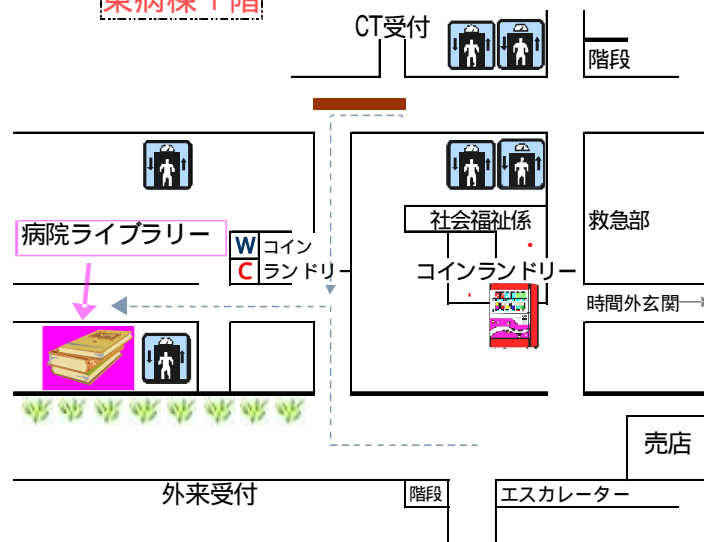 東病棟1階
CT受付
階段
病院ライブラリー
W コイン
C ランドリー
社会福祉係
コインランドリー
救急部
時間外玄関
売店
外来受付
階段
エスカレーター